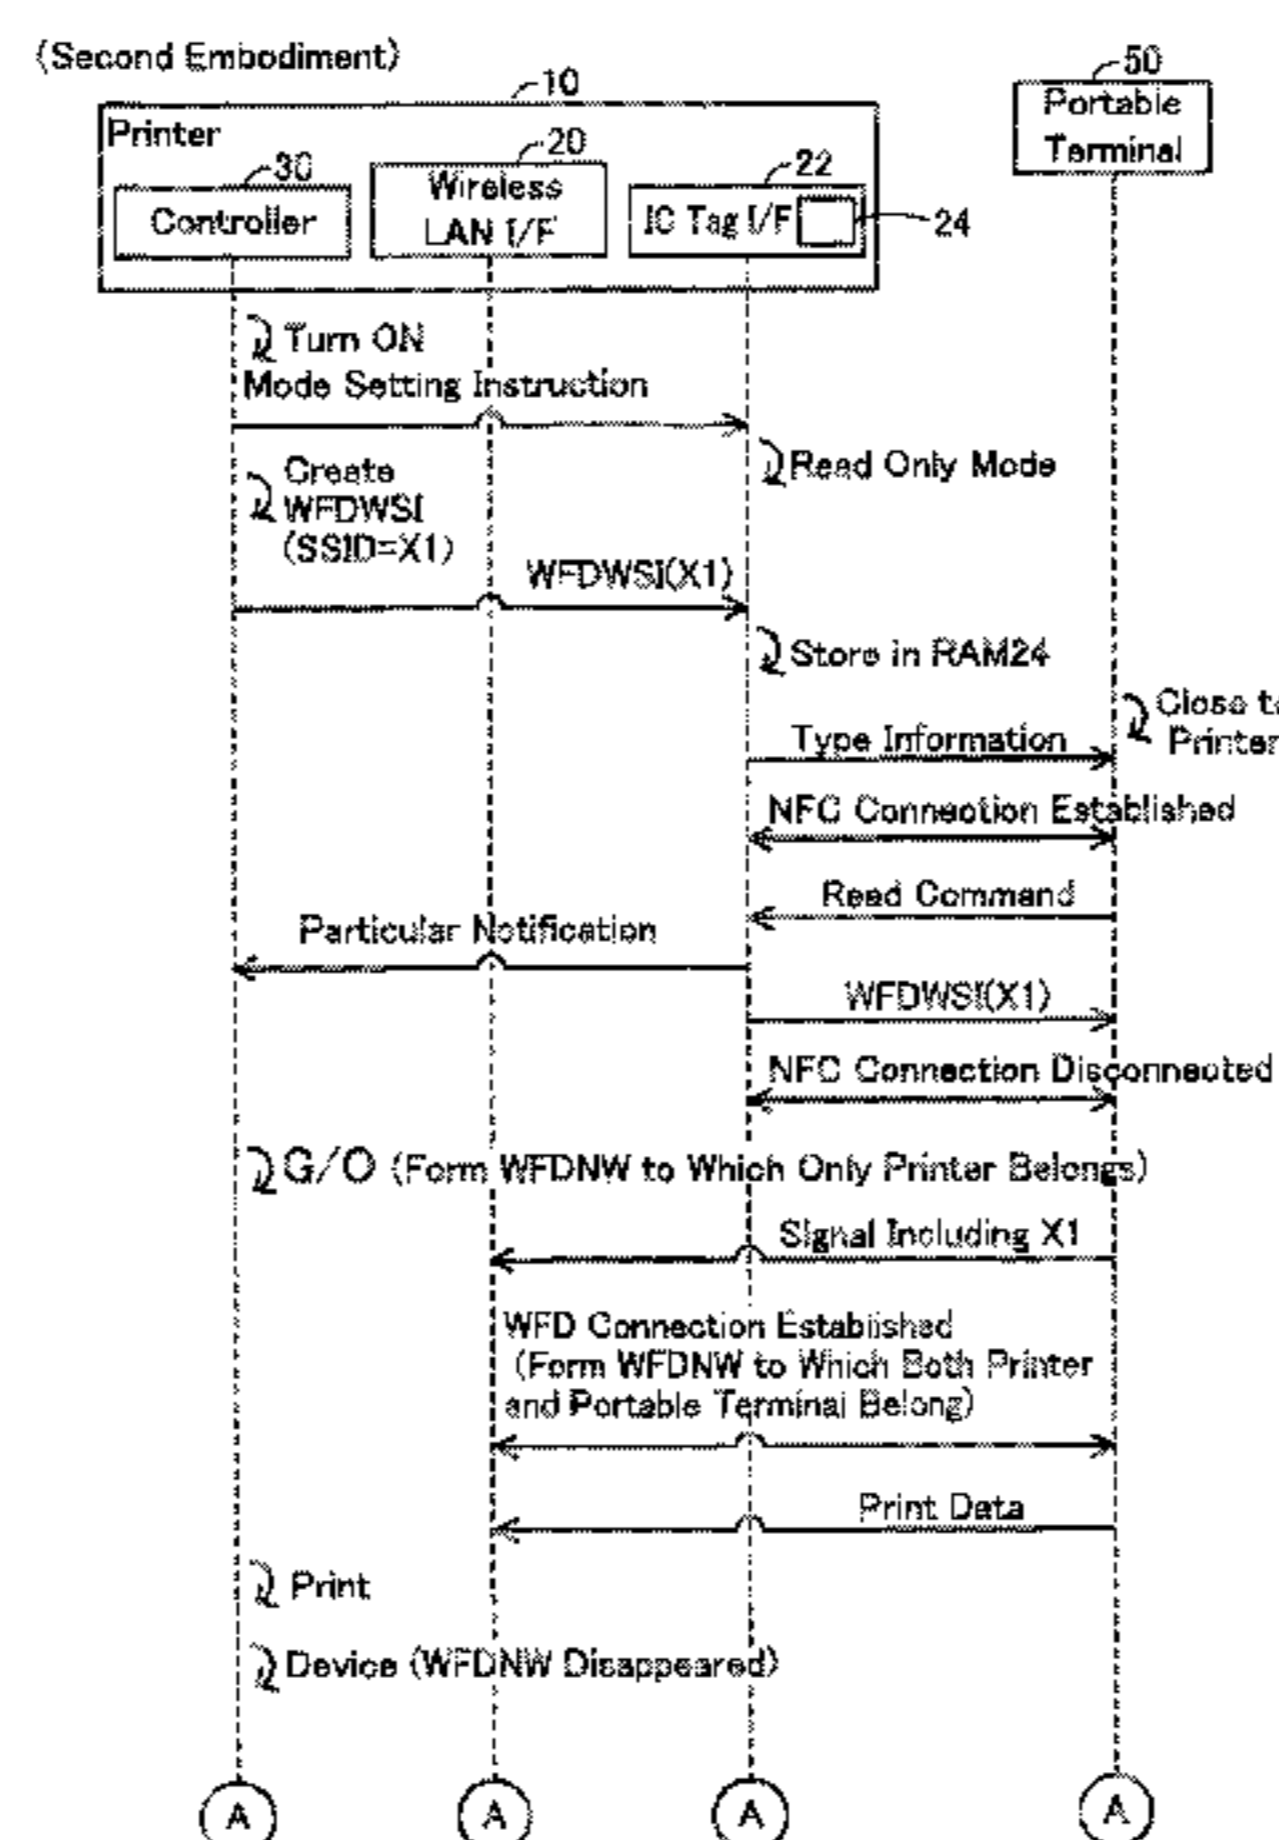 (Second Embodiment)
10
50
Printer
Portable
Terminal
30
20
22
Controller
Wireless
LAN I/F
IC Tag I/F
24
Turn ON
Mode Setting Instruction
Read Only Mode
Create
WFDWSI
(SSID=X1)
WFDWSI(X1)
Store in RAM24
Close to
Printer
Type Information
NFC Connection Established
Read Command
Particular Notification
WFDWSI(X1)
NFC Connection Disconnected
G/O (Form WFDNW to Which Only Printer Belongs)
Signal Including X1
WFD Connection Established
(Form WFDNW to Which Both Printer
and Portable Terminal Belong)
Print Data
Print
Device (WFDNW Disappeared)
A
A
A
A